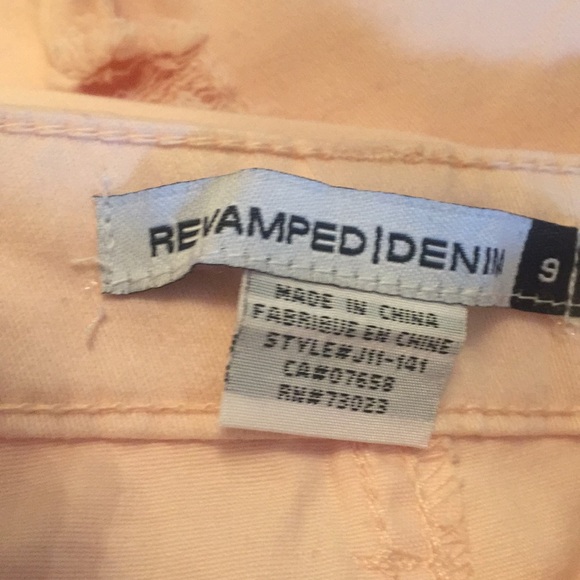 REVAMPED|DENIM
9
MADE IN CHINA
FABRIQUE EN CHINE
STYLE#J11-141
CA#07658
RN#73023